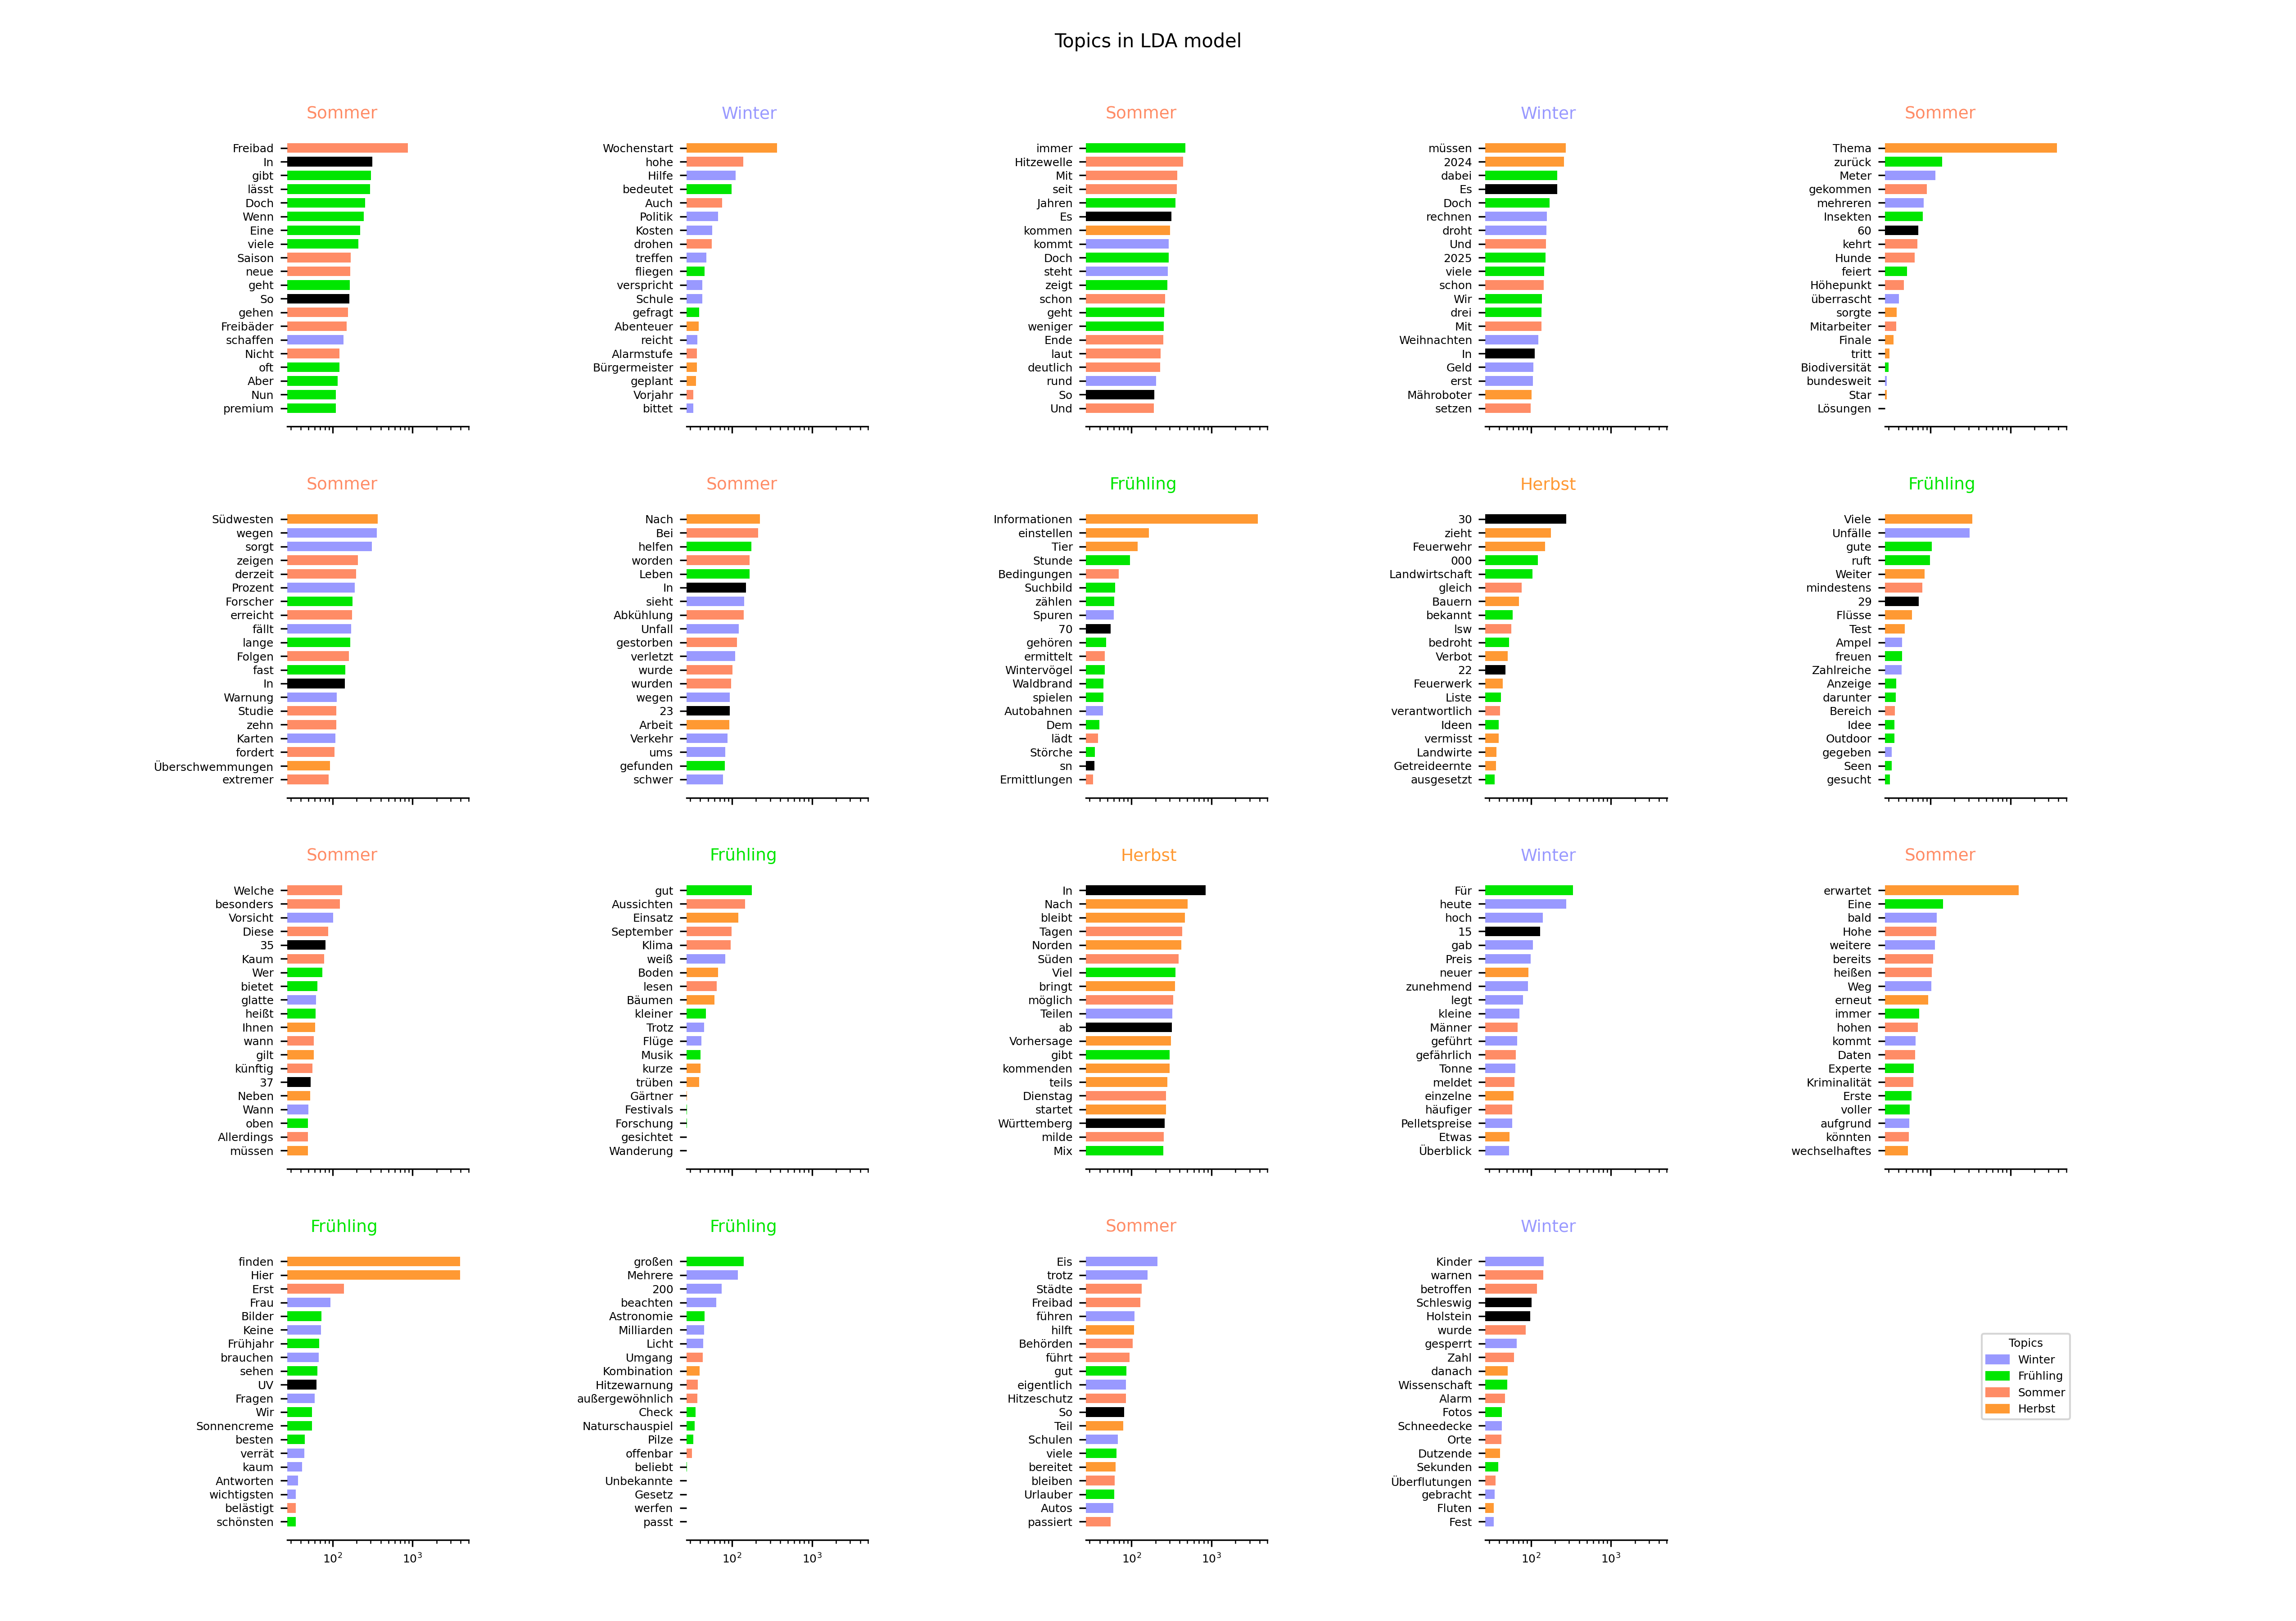 Topics in LDA model
Sommer
Freibad
In
gibt
lässt
Doch
Wenn
Eine
viele
Saison
neue
geht
So
gehen
Freibäder
schaffen
Nicht
oft
Aber
Nun
premium
Winter
Wochenstart
hohe
Hilfe
bedeutet
Auch
Politik
Kosten
drohen
treffen
fliegen
verspricht
Schule
gefragt
Abenteuer
reicht
Alarmstufe
Bürgermeister
geplant
Vorjahr
bittet
Sommer
immer
Hitzewelle
Mit
seit
Jahren
Es
kommen
kommt
Doch
steht
zeigt
schon
geht
weniger
Ende
laut
deutlich
rund
So
Und
Winter
müssen
2024
dabei
Es
Doch
rechnen
droht
Und
2025
viele
schon
Wir
drei
Mit
Weihnachten
In
Geld
erst
Mähroboter
setzen
Sommer
Thema
zurück
Meter
gekommen
mehreren
Insekten
60
kehrt
Hunde
feiert
Höhepunkt
überrascht
sorgte
Mitarbeiter
Finale
tritt
Biodiversität
bundesweit
Star
Lösungen
Sommer
Südwesten
wegen
sorgt
zeigen
derzeit
Prozent
Forscher
erreicht
fällt
lange
Folgen
fast
In
Warnung
Studie
zehn
Karten
fordert
Überschwemmungen
extremer
Sommer
Nach
Bei
helfen
worden
Leben
In
sieht
Abkühlung
Unfall
gestorben
verletzt
wurde
wurden
wegen
23
Arbeit
Verkehr
ums
gefunden
schwer
Frühling
Informationen
einstellen
Tier
Stunde
Bedingungen
Suchbild
zählen
Spuren
70
gehören
ermittelt
Wintervögel
Waldbrand
spielen
Autobahnen
Dem
lädt
Störche
sn
Ermittlungen
Herbst
30
zieht
Feuerwehr
000
Landwirtschaft
gleich
Bauern
bekannt
lsw
bedroht
Verbot
22
Feuerwerk
Liste
verantwortlich
Ideen
vermisst
Landwirte
Getreideernte
ausgesetzt
Frühling
Viele
Unfälle
gute
ruft
Weiter
mindestens
29
Flüsse
Test
Ampel
freuen
Zahlreiche
Anzeige
darunter
Bereich
Idee
Outdoor
gegeben
Seen
gesucht
Sommer
Welche
besonders
Vorsicht
Diese
35
Kaum
Wer
bietet
glatte
heißt
Ihnen
wann
gilt
künftig
37
Neben
Wann
oben
Allerdings
müssen
Frühling
gut
Aussichten
Einsatz
September
Klima
weiß
Boden
lesen
Bäumen
kleiner
Trotz
Flüge
Musik
kurze
trüben
Gärtner
Festivals
Forschung
gesichtet
Wanderung
Herbst
In
Nach
bleibt
Tagen
Norden
Süden
Viel
bringt
möglich
Teilen
ab
Vorhersage
gibt
kommenden
teils
Dienstag
startet
Württemberg
milde
Mix
Winter
Für
heute
hoch
15
gab
Preis
neuer
zunehmend
legt
kleine
Männer
geführt
gefährlich
Tonne
meldet
einzelne
häufiger
Pelletspreise
Etwas
Überblick
Sommer
erwartet
Eine
bald
Hohe
weitere
bereits
heißen
Weg
erneut
immer
hohen
kommt
Daten
Experte
Kriminalität
Erste
voller
aufgrund
könnten
wechselhaftes
Frühling
finden
Hier
Erst
Frau
Bilder
Keine
Frühjahr
brauchen
sehen
UV
Fragen
Wir
Sonnencreme
besten
verrät
kaum
Antworten
wichtigsten
belästigt
schönsten
10²
10³
Frühling
großen
Mehrere
200
beachten
Astronomie
Milliarden
Licht
Umgang
Kombination
Hitzewarnung
außergewöhnlich
Check
Naturschauspiel
Pilze
offenbar
beliebt
Unbekannte
Gesetz
werfen
passt
10²
10³
Sommer
Eis
trotz
Städte
Freibad
führen
hilft
Behörden
führt
gut
eigentlich
Hitzeschutz
So
Teil
Schulen
viele
bereitet
bleiben
Urlauber
Autos
passiert
10²
10³
Winter
Kinder
warnen
betroffen
Schleswig
Holstein
wurde
gesperrt
Zahl
danach
Wissenschaft
Alarm
Fotos
Schneedecke
Orte
Dutzende
Sekunden
Überflutungen
gebracht
Fluten
Fest
10²
10³
Topics
Winter
Frühling
Sommer
Herbst